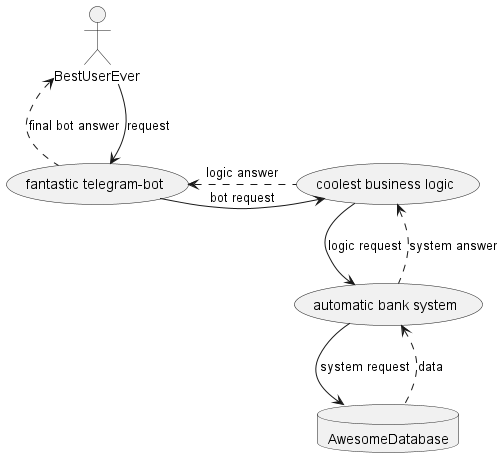 BestUserEver
final bot answer
request
fantastic telegram-bot
logic answer
bot request
coolest business logic
logic request
system answer
automatic bank system
system request
data
AwesomeDatabase